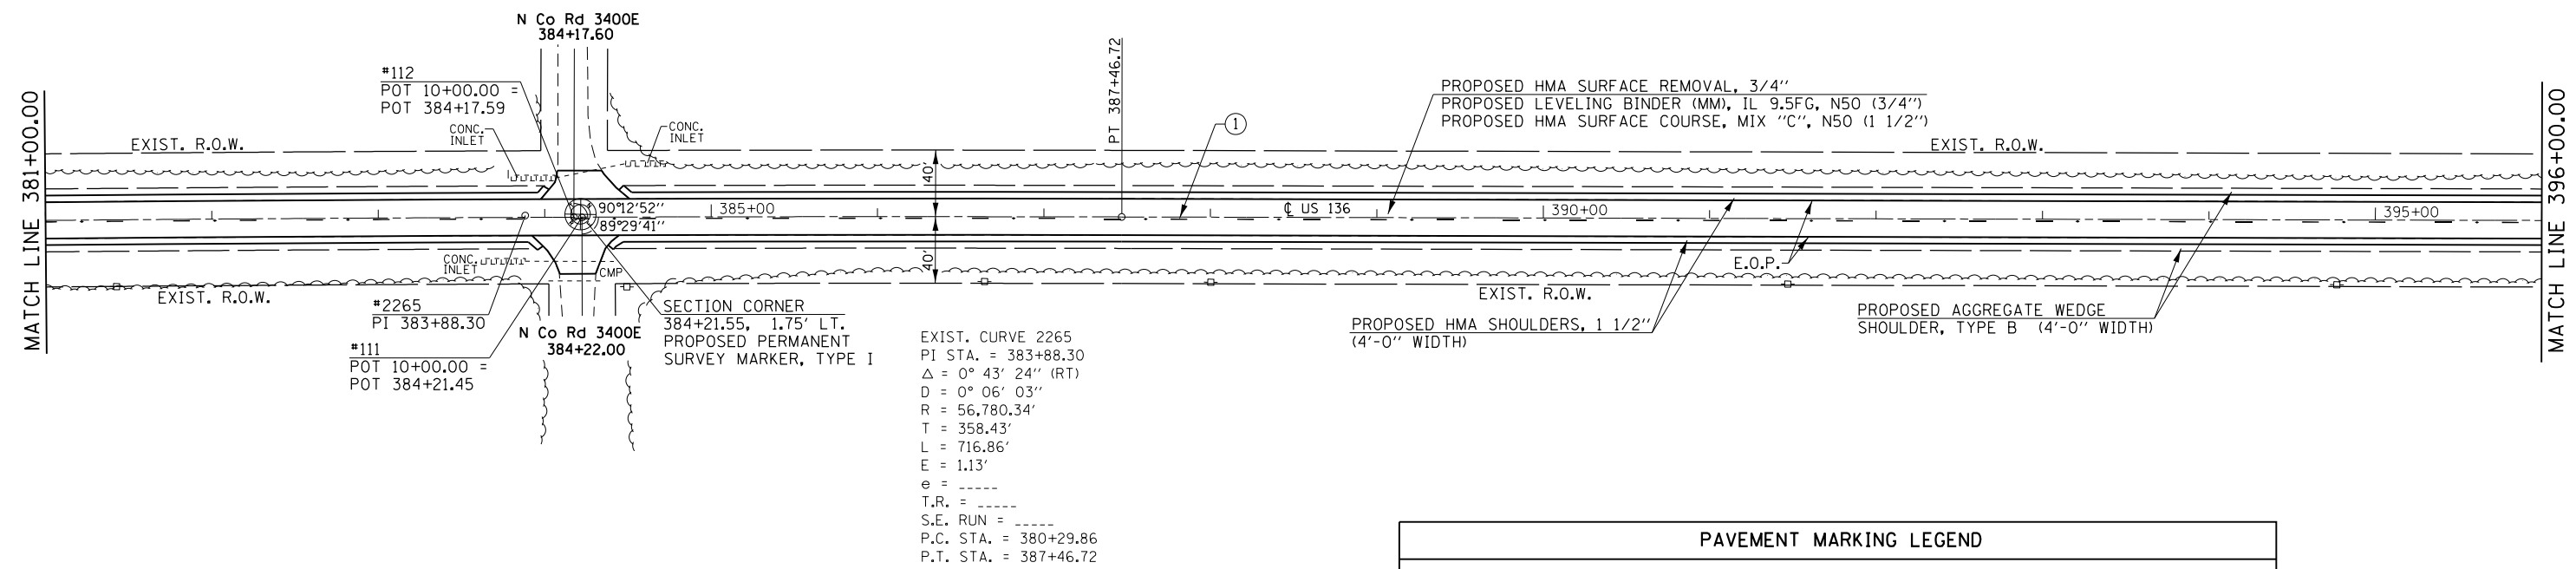 N Co Rd 3400E
384+17.60
#112
POT 10+00.00 =
POT 384+17.59
CONC.
INLET
CONC.
INLET
PT 387+46.72
1
PROPOSED HMA SURFACE REMOVAL, 3/4"
PROPOSED LEVELING BINDER (MM), IL 9.5FG, N50 (3/4")
PROPOSED HMA SURFACE COURSE, MIX "C", N50 (1 1/2")
MATCH LINE 381+00.00
EXIST. R.O.W.
EXIST. R.O.W.
MATCH LINE 396+00.00
40'
90°12'52"
385+00
℄ US 136
390+00
395+00
89°29'41"
40'
CONC.
INLET
CMP
E.O.P.
EXIST. R.O.W.
EXIST. R.O.W.
#2265
PI 383+88.30
SECTION CORNER
384+21.55, 1.75' LT.
PROPOSED PERMANENT
SURVEY MARKER, TYPE I
N Co Rd 3400E
384+22.00
#111
POT 10+00.00 =
POT 384+21.45
PROPOSED HMA SHOULDERS, 1 1/2"
(4'-0" WIDTH)
PROPOSED AGGREGATE WEDGE
SHOULDER, TYPE B (4'-0" WIDTH)
EXIST. CURVE 2265
PI STA. = 383+88.30
△ = 0° 43' 24" (RT)
D = 0° 06' 03"
R = 56,780.34'
T = 358.43'
L = 716.86'
E = 1.13'
e = _____
T.R. = _____
S.E. RUN = _____
P.C. STA. = 380+29.86
P.T. STA. = 387+46.72
PAVEMENT MARKING LEGEND